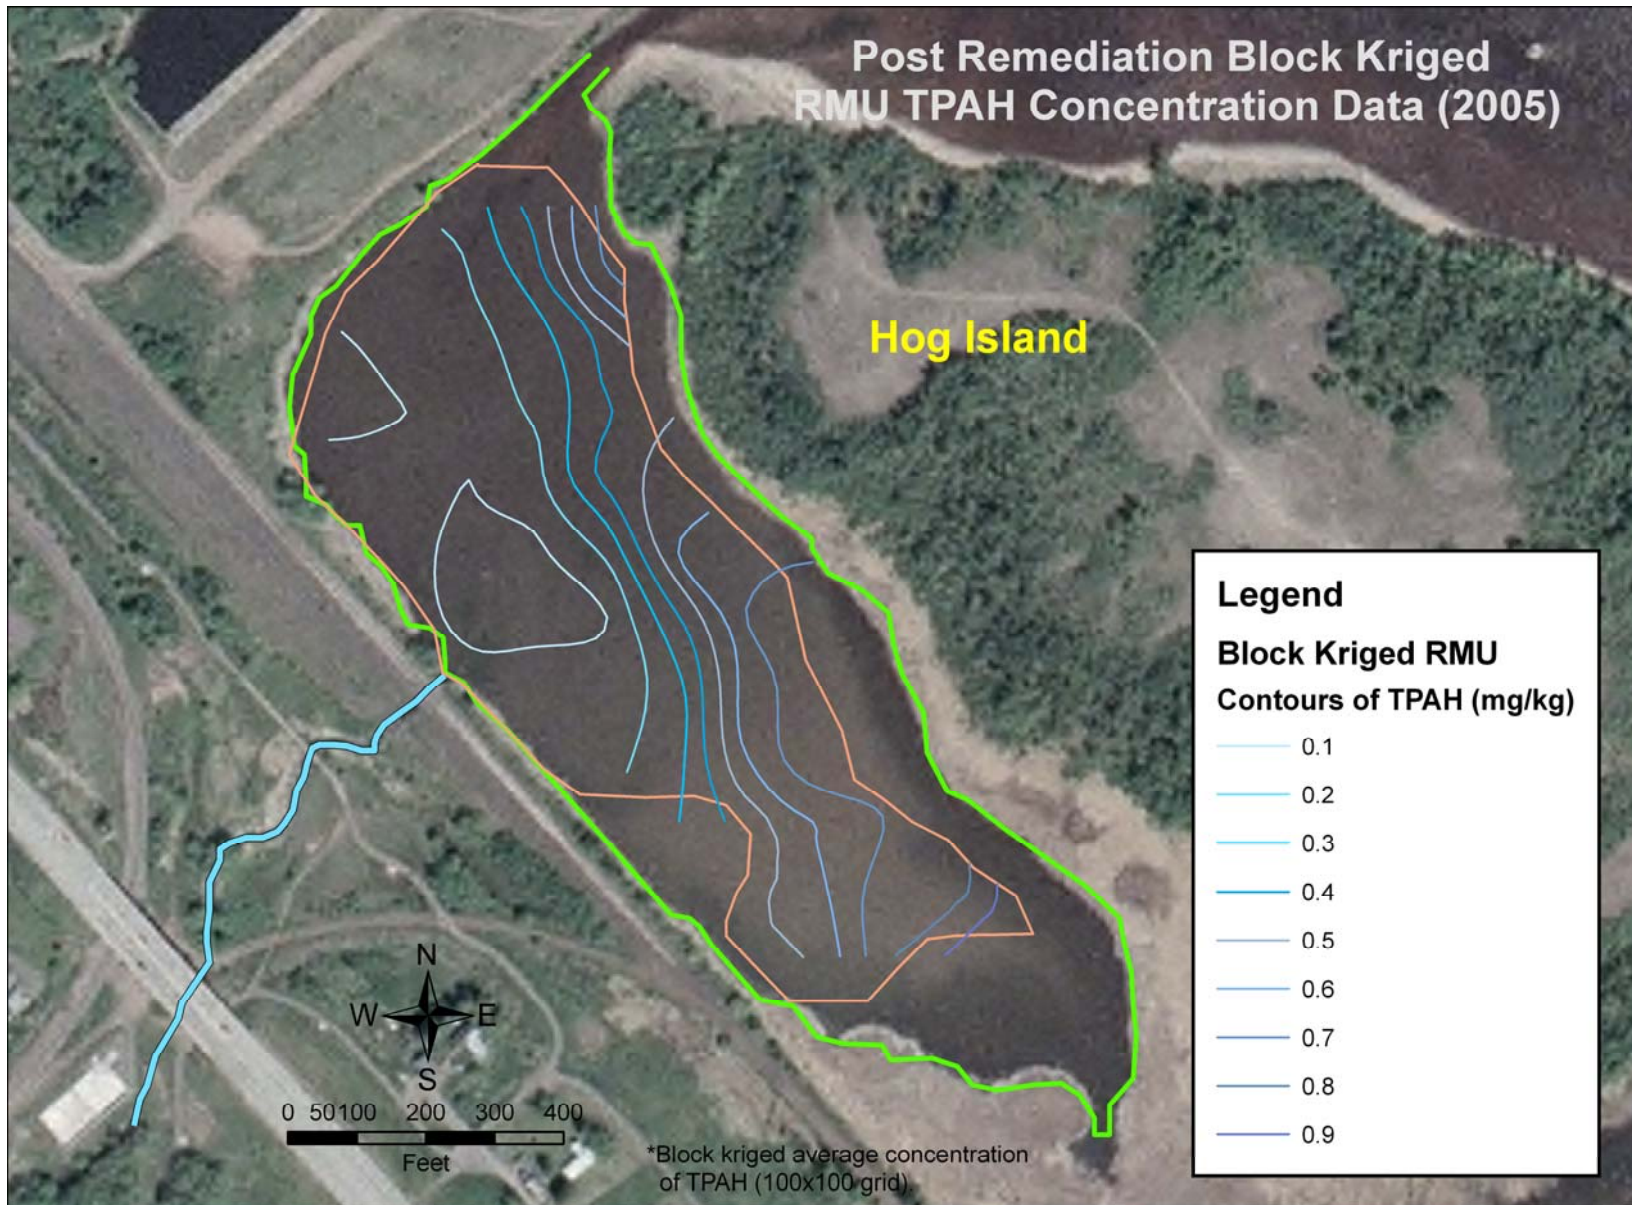 Post Remediation Block Kriged
RMU TPAH Concentration Data (2005)
Hog Island
Legend
Block Kriged RMU
Contours of TPAH (mg/kg)
0.1
0.2
0.3
0.4
0.5
0.6
0.7
0.8
0.9
N
W E
S
0 50 100 200 300 400
Feet
*Block kriged average concentration
of TPAH (100x100 grid).